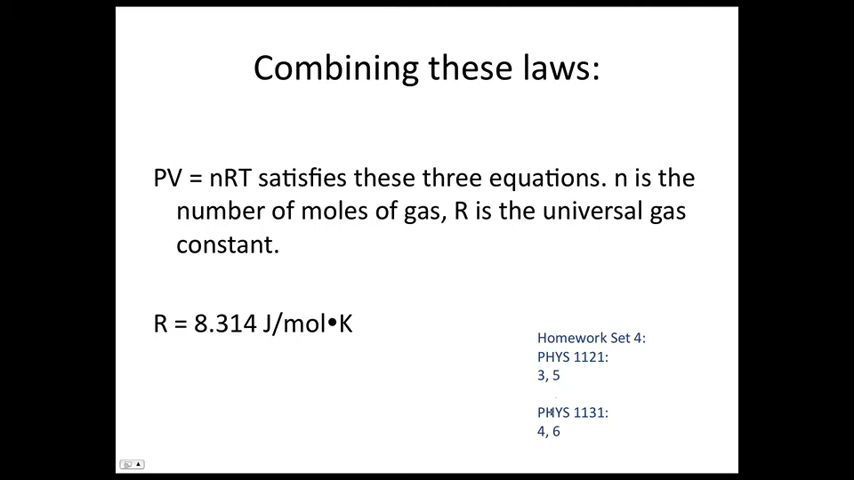 Combining these laws:
PV = nRT satisfies these three equations. n is the
number of moles of gas, R is the universal gas
constant.
R = 8.314 J/mol•K
Homework Set 4:
PHYS 1121:
3, 5
PHYS 1131:
4, 6